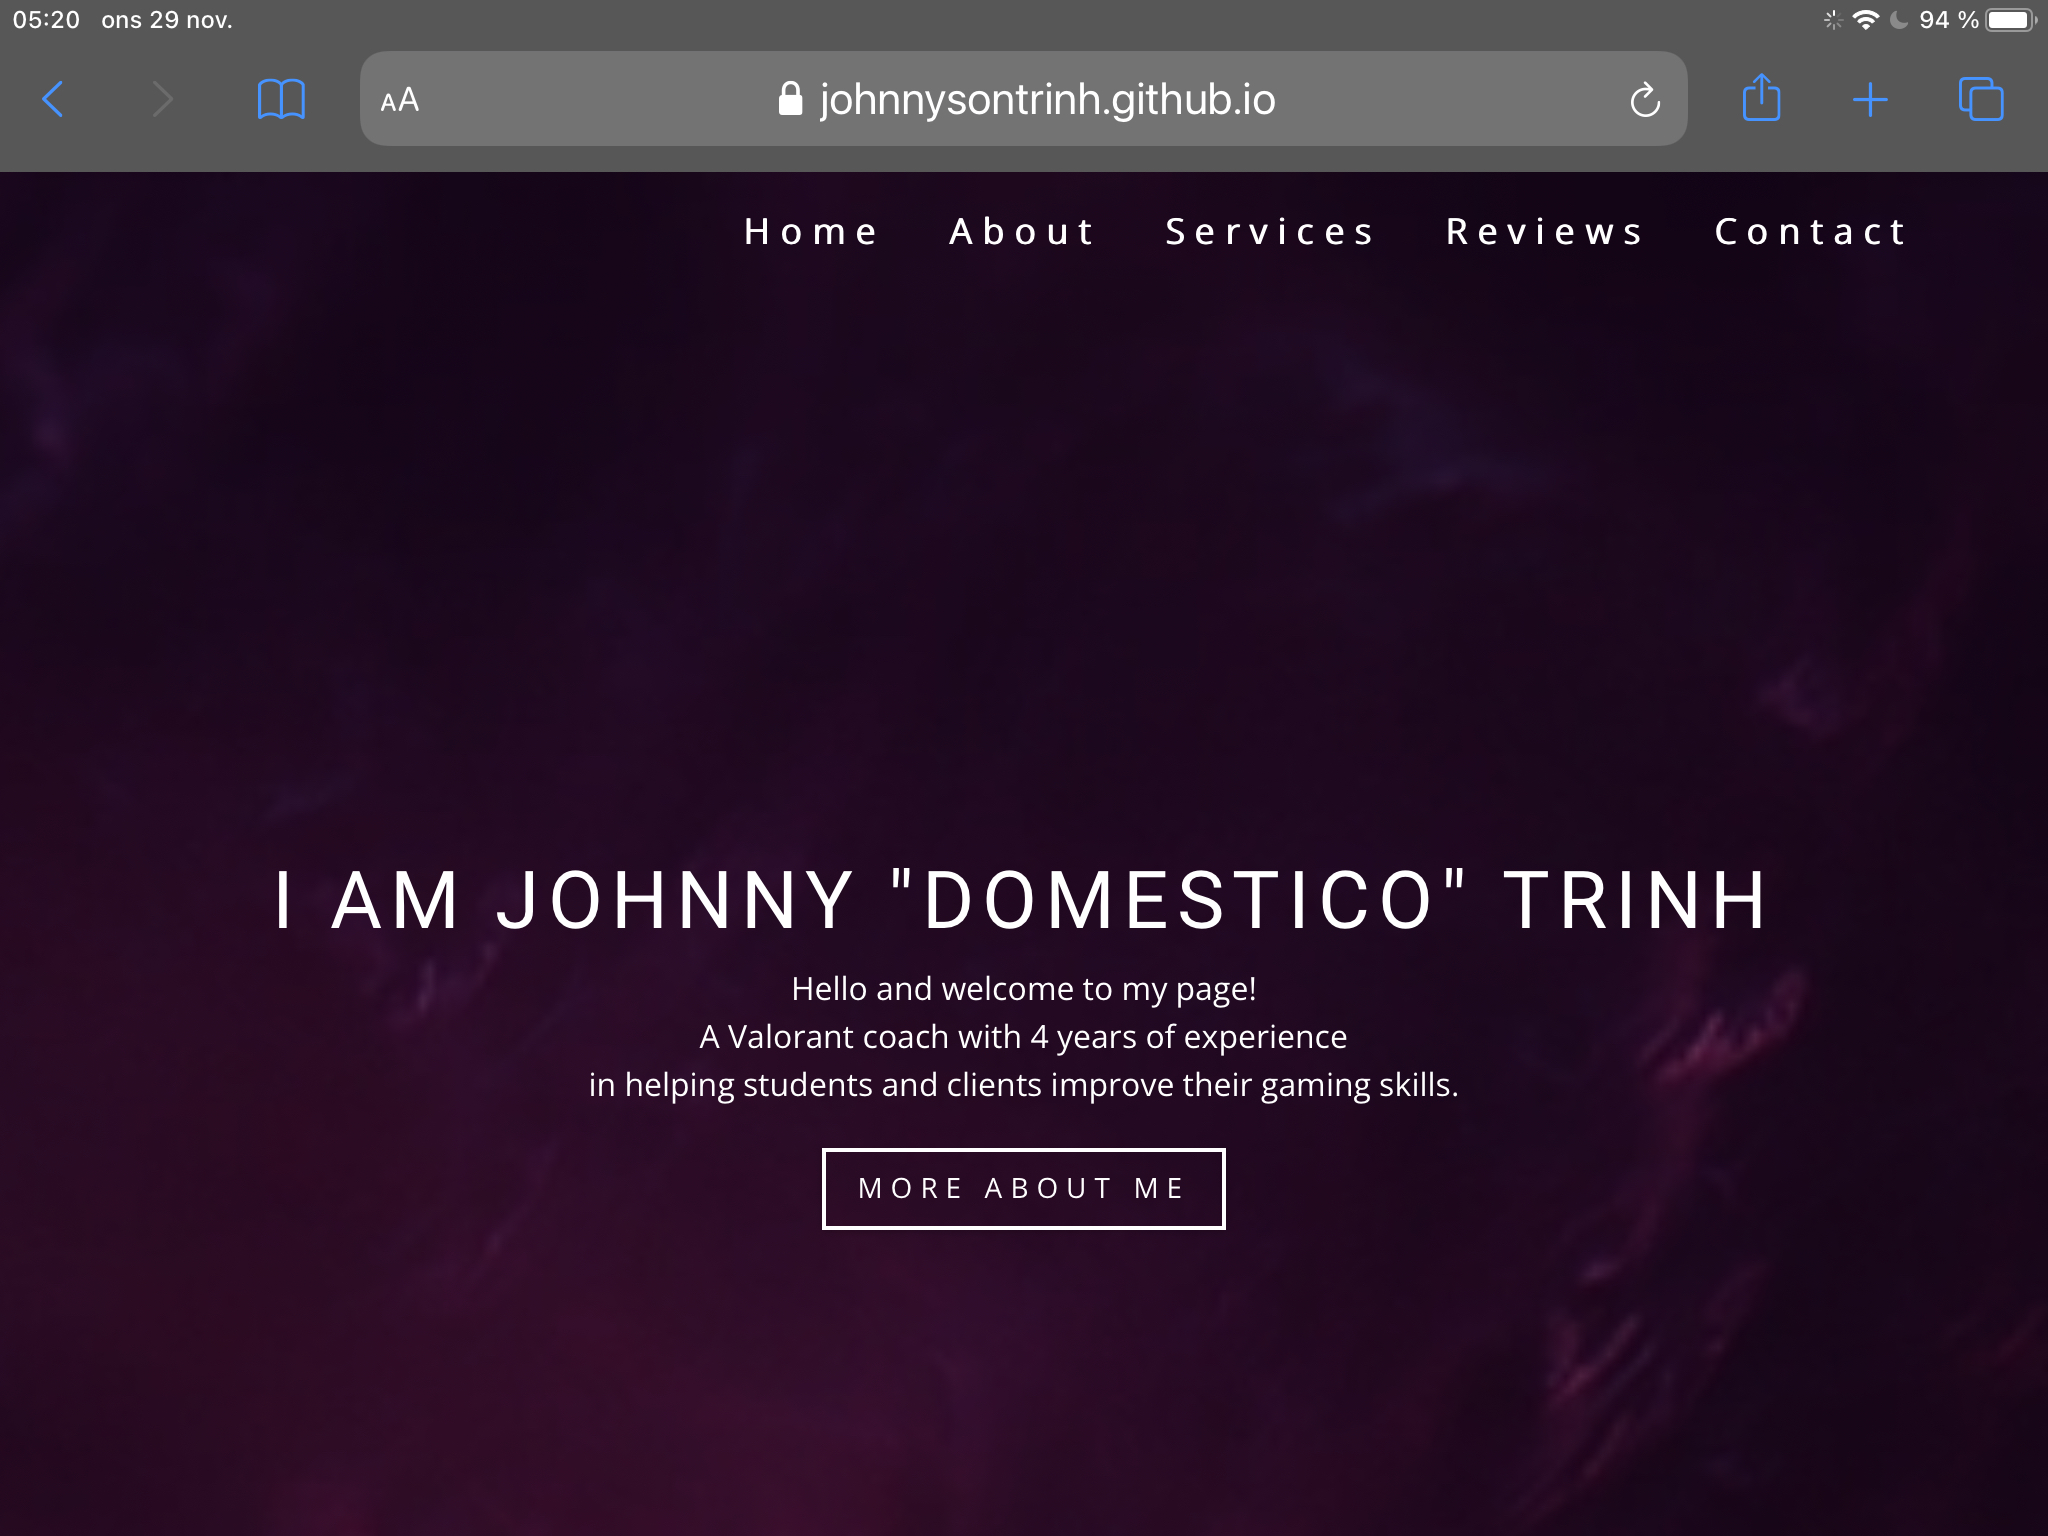 05:20 ons 29 nov. 94 %
AA johnnysontrinh.github.io
Home About Services Reviews Contact
I AM JOHNNY "DOMESTICO" TRINH
Hello and welcome to my page!
A Valorant coach with 4 years of experience
in helping students and clients improve their gaming skills.
MORE ABOUT ME